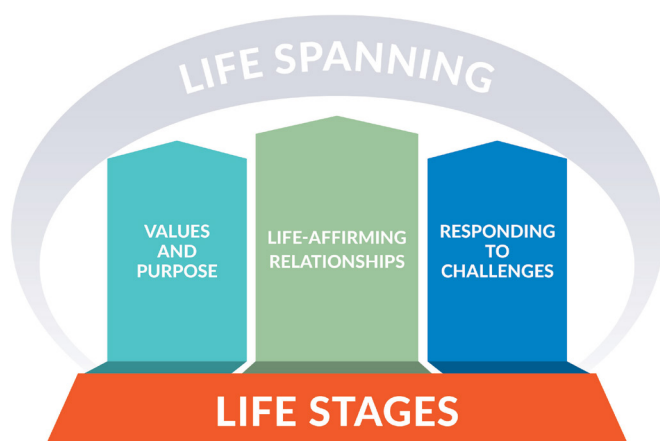 LIFE SPANNING
VALUES
AND
PURPOSE
LIFE-AFFIRMING
RELATIONSHIPS
RESPONDING
TO
CHALLENGES
LIFE STAGES